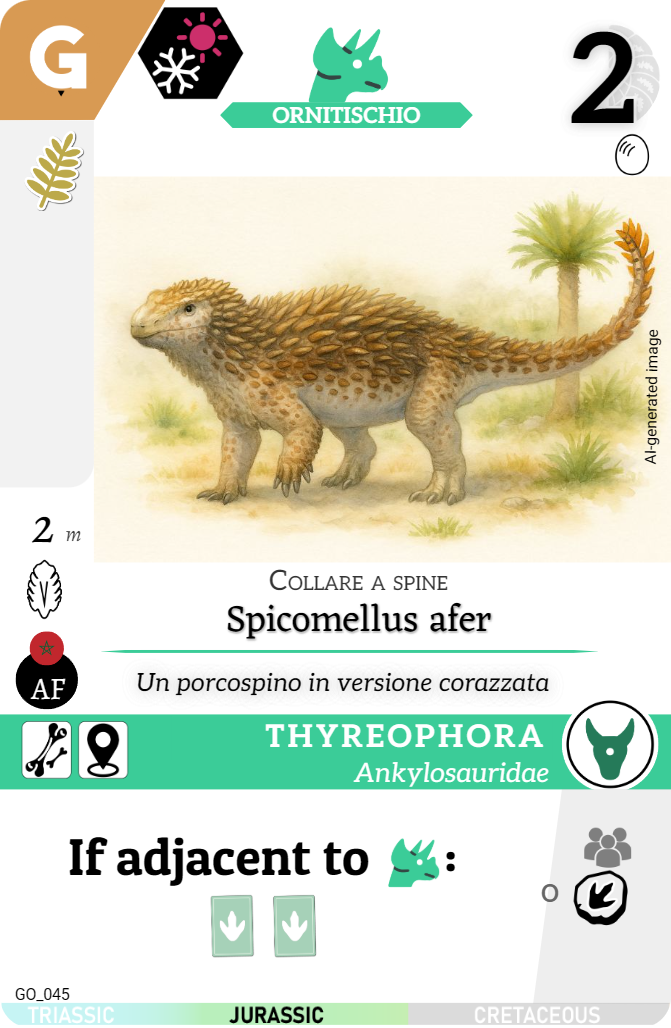 G
ORNITISCHIO
2
AI-generated image
2 m
COLLARE A SPINE
Spicomellus afer
AF
Un porcospino in versione corazzata
THYREOPHORA
Ankylosauridae
If adjacent to :
O
GO_045
TRIASSIC JURASSIC CRETACEOUS